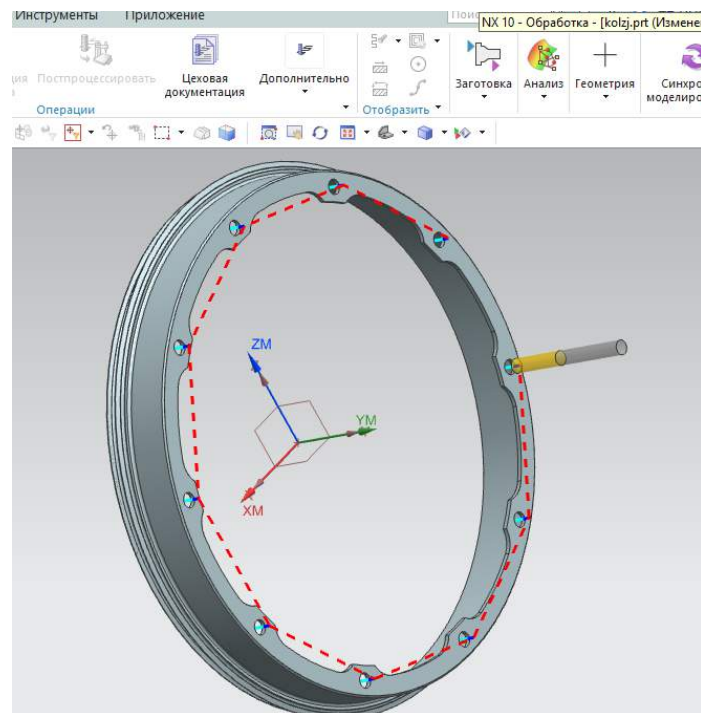 Инструменты Приложение
NX 10 - Обработка - [kolzj.prt (Измене
Постпроцессировать
Цеховая документация
Дополнительно
Заготовка
Анализ
Геометрия
Синхро
моделиро
Операции
Отобразить
ZM
YM
XM